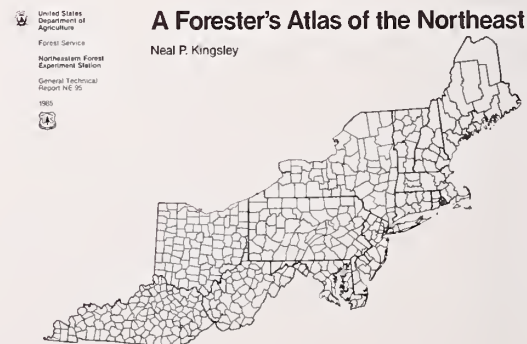 United States
Department of
Agriculture
Forest Service
Northeastern Forest
Experiment Station
General Technical
Report NE 95
1985
A Forester's Atlas of the Northeast
Neal P. Kingsley